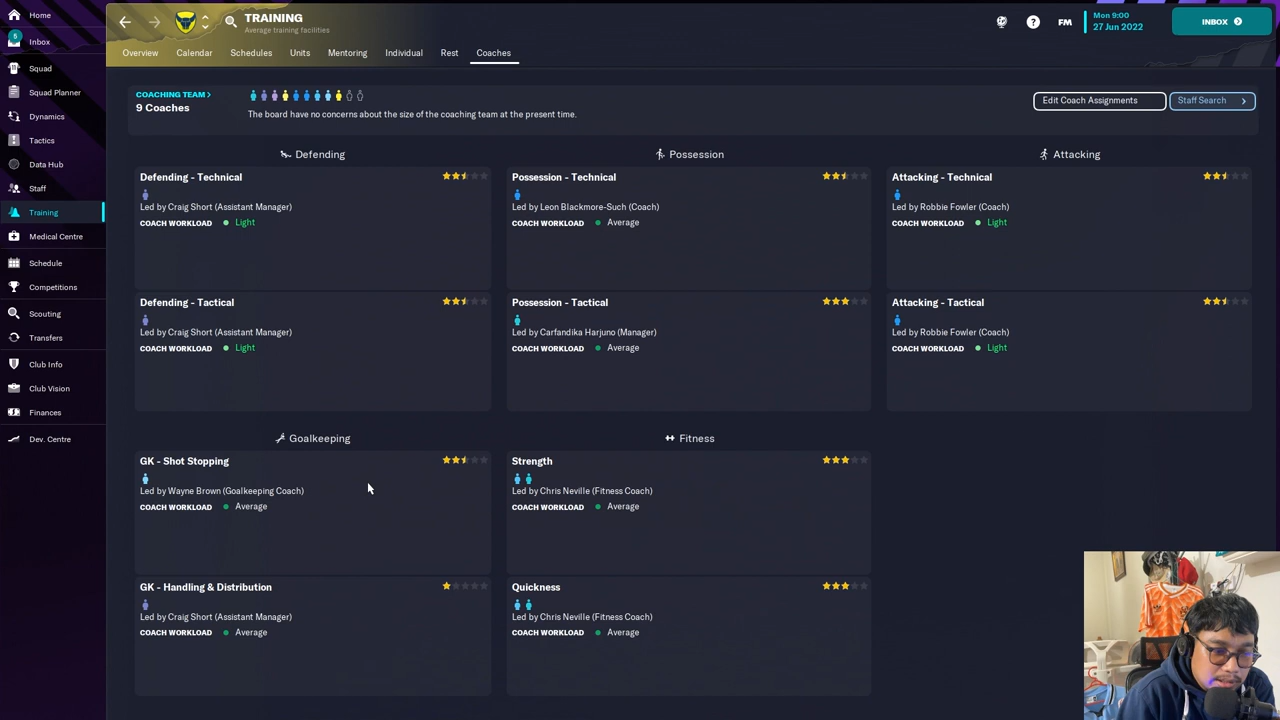 Home
5
Inbox
Squad
Squad Planner
Dynamics
Tactics
Data Hub
Staff
Training
Medical Centre
Schedule
Competitions
Scouting
Transfers
Club Info
Club Vision
Finances
Dev. Centre
TRAINING
Average training facilities
FM
Mon 9:00
27 Jun 2022
INBOX
Overview
Calendar
Schedules
Units
Mentoring
Individual
Rest
Coaches
COACHING TEAM >
9 Coaches
The board have no concerns about the size of the coaching team at the present time.
Edit Coach Assignments
Staff Search >
Defending
Defending - Technical
Led by Craig Short (Assistant Manager)
COACH WORKLOAD Light
Defending - Tactical
Led by Craig Short (Assistant Manager)
COACH WORKLOAD Light
Possession
Possession - Technical
Led by Leon Blackmore-Such (Coach)
COACH WORKLOAD Average
Possession - Tactical
Led by Carfandika Harjuno (Manager)
COACH WORKLOAD Average
Attacking
Attacking - Technical
Led by Robbie Fowler (Coach)
COACH WORKLOAD Light
Attacking - Tactical
Led by Robbie Fowler (Coach)
COACH WORKLOAD Light
Goalkeeping
GK - Shot Stopping
Led by Wayne Brown (Goalkeeping Coach)
COACH WORKLOAD Average
GK - Handling & Distribution
Led by Craig Short (Assistant Manager)
COACH WORKLOAD Average
Fitness
Strength
Led by Chris Neville (Fitness Coach)
COACH WORKLOAD Average
Quickness
Led by Chris Neville (Fitness Coach)
COACH WORKLOAD Average